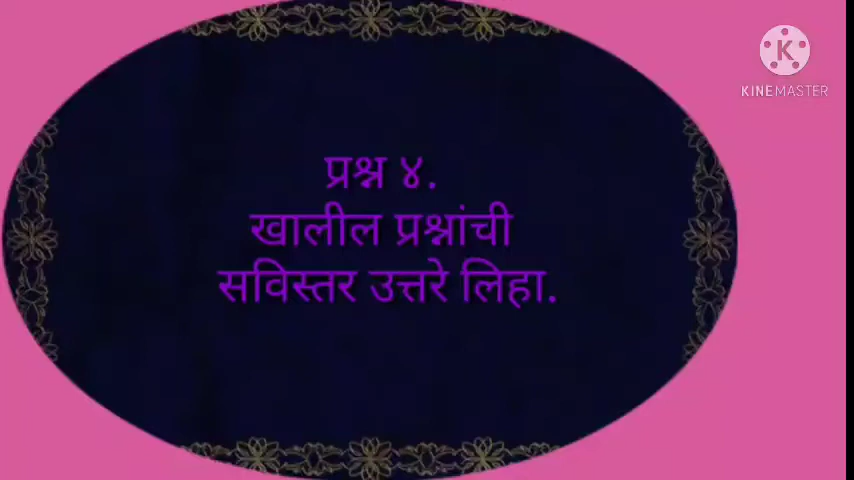 प्रश्न ४.
खालील प्रश्नांची
सविस्तर उत्तरे लिहा.
K
KINEMASTER